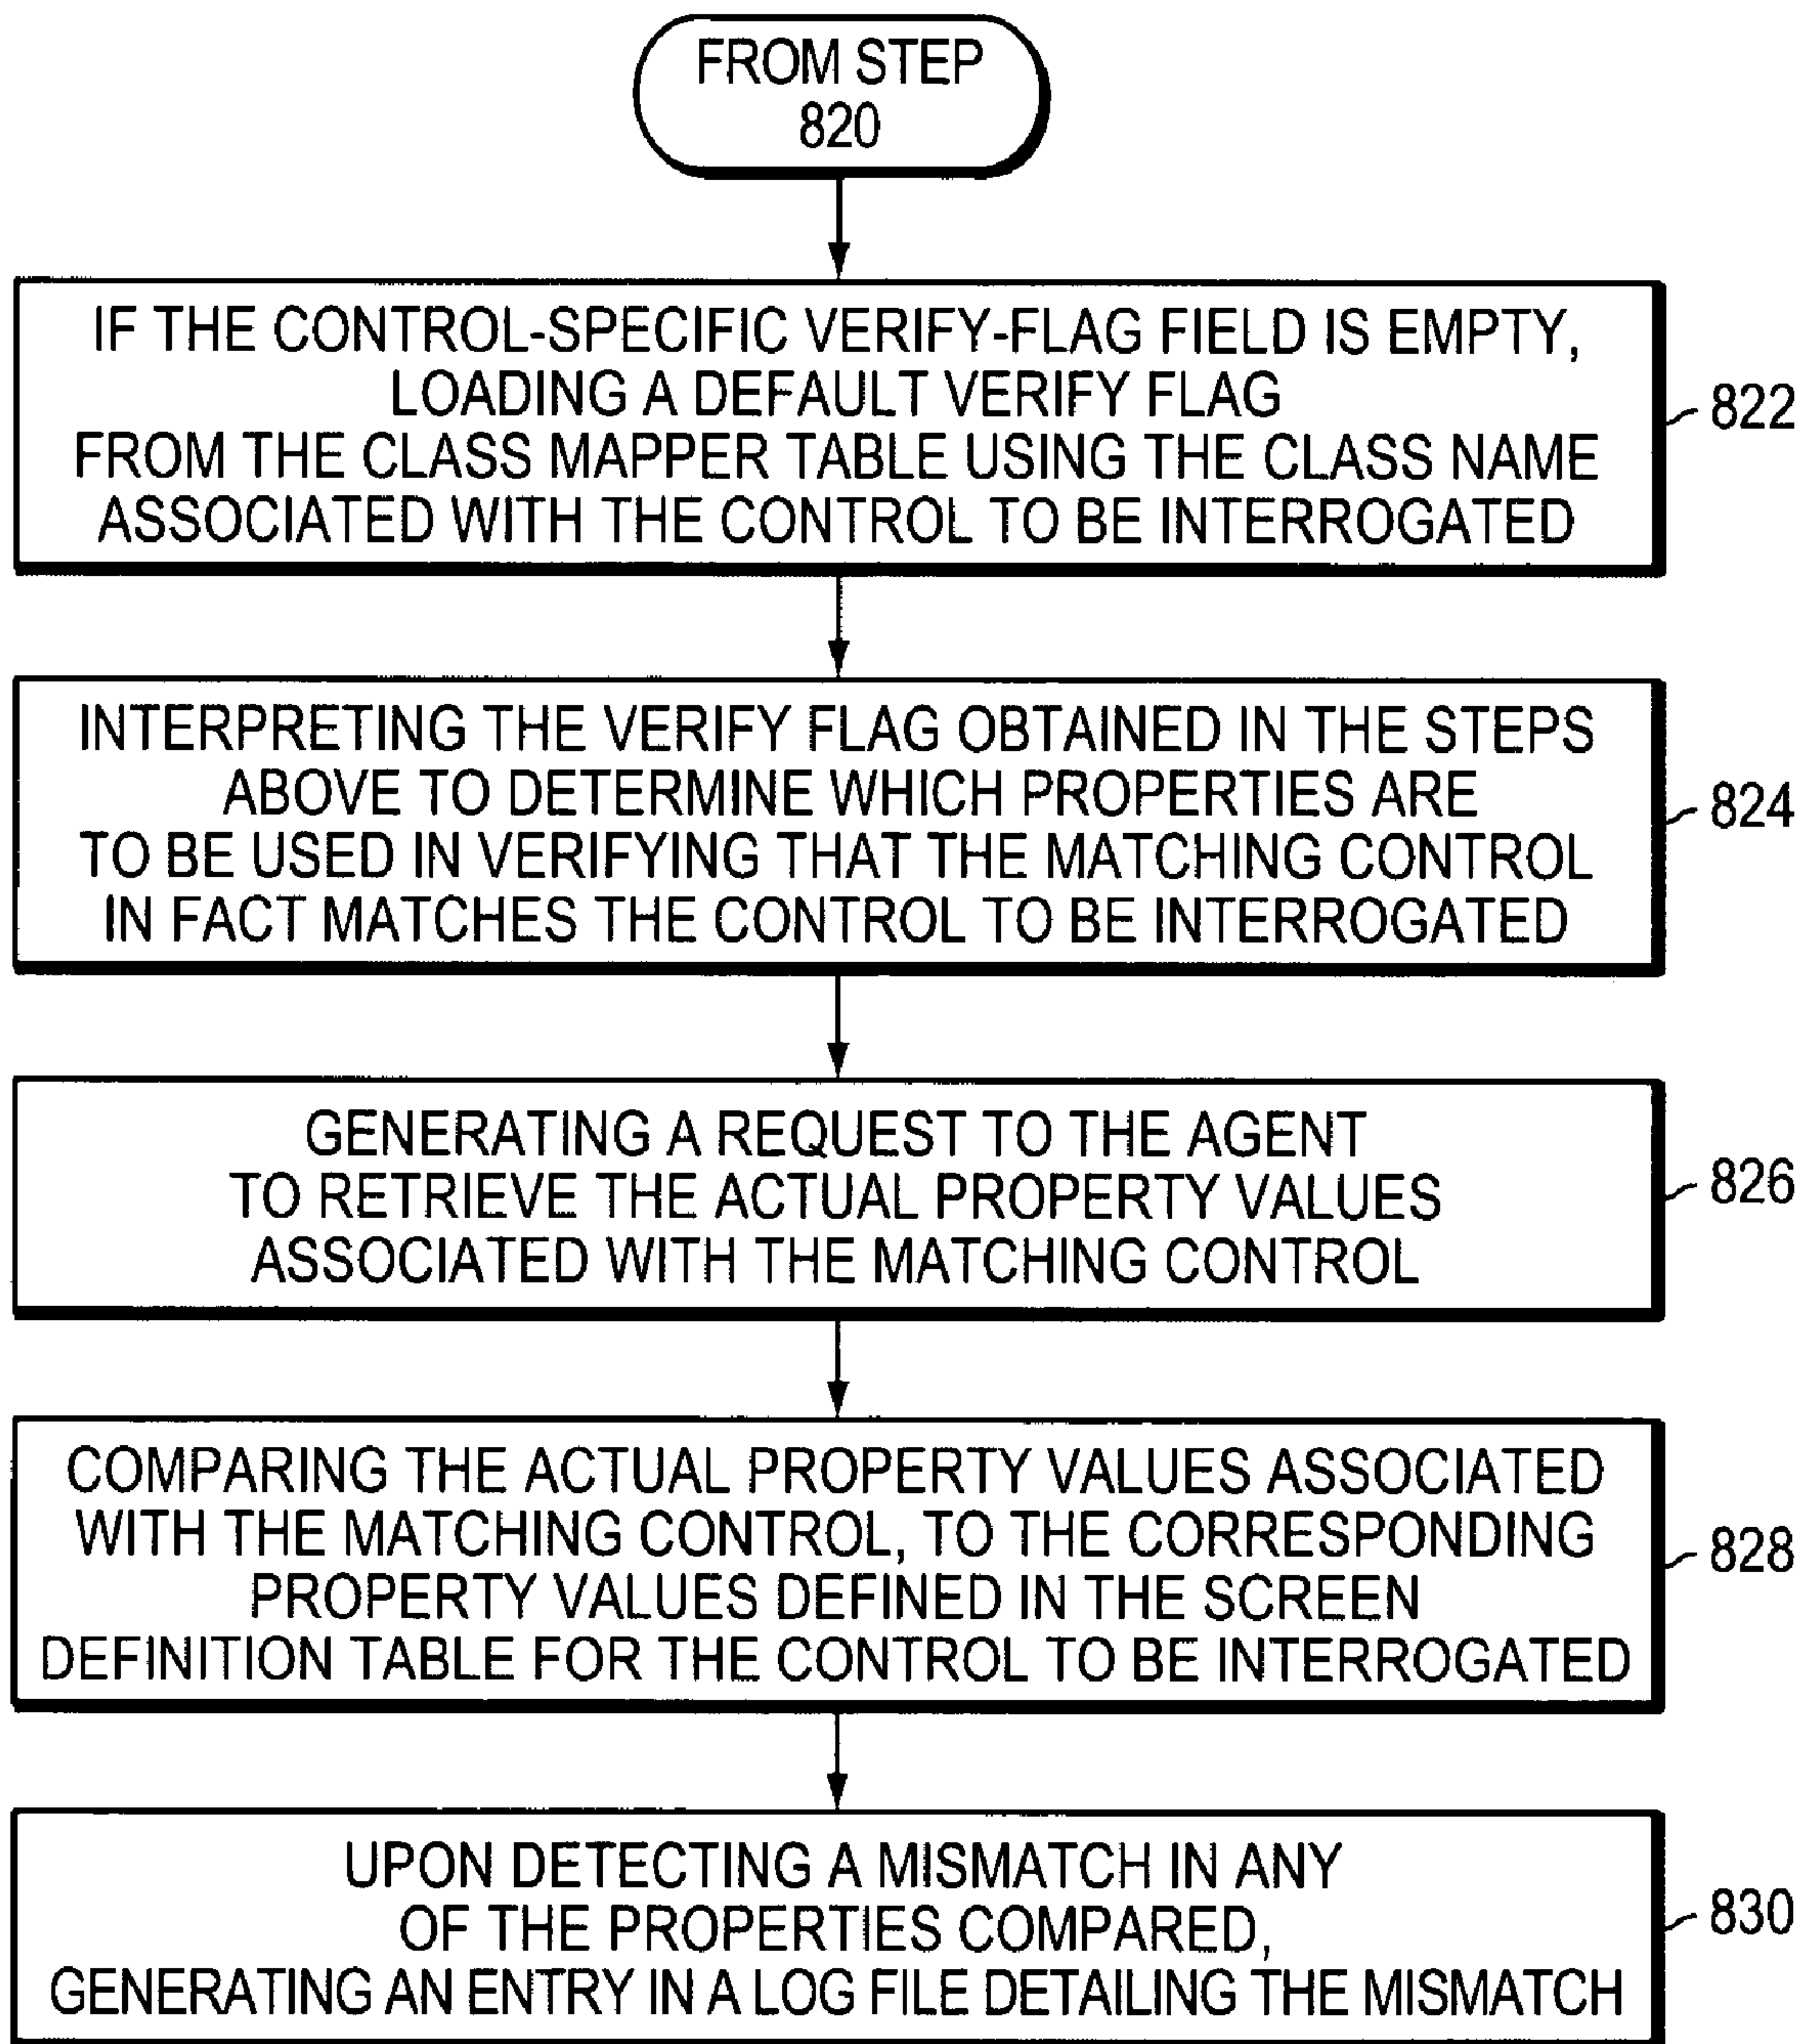 FROM STEP
820
IF THE CONTROL-SPECIFIC VERIFY-FLAG FIELD IS EMPTY,
LOADING A DEFAULT VERIFY FLAG
FROM THE CLASS MAPPER TABLE USING THE CLASS NAME
ASSOCIATED WITH THE CONTROL TO BE INTERROGATED
822
INTERPRETING THE VERIFY FLAG OBTAINED IN THE STEPS
ABOVE TO DETERMINE WHICH PROPERTIES ARE
TO BE USED IN VERIFYING THAT THE MATCHING CONTROL
IN FACT MATCHES THE CONTROL TO BE INTERROGATED
824
GENERATING A REQUEST TO THE AGENT
TO RETRIEVE THE ACTUAL PROPERTY VALUES
ASSOCIATED WITH THE MATCHING CONTROL
826
COMPARING THE ACTUAL PROPERTY VALUES ASSOCIATED
WITH THE MATCHING CONTROL, TO THE CORRESPONDING
PROPERTY VALUES DEFINED IN THE SCREEN
DEFINITION TABLE FOR THE CONTROL TO BE INTERROGATED
828
UPON DETECTING A MISMATCH IN ANY
OF THE PROPERTIES COMPARED,
GENERATING AN ENTRY IN A LOG FILE DETAILING THE MISMATCH
830